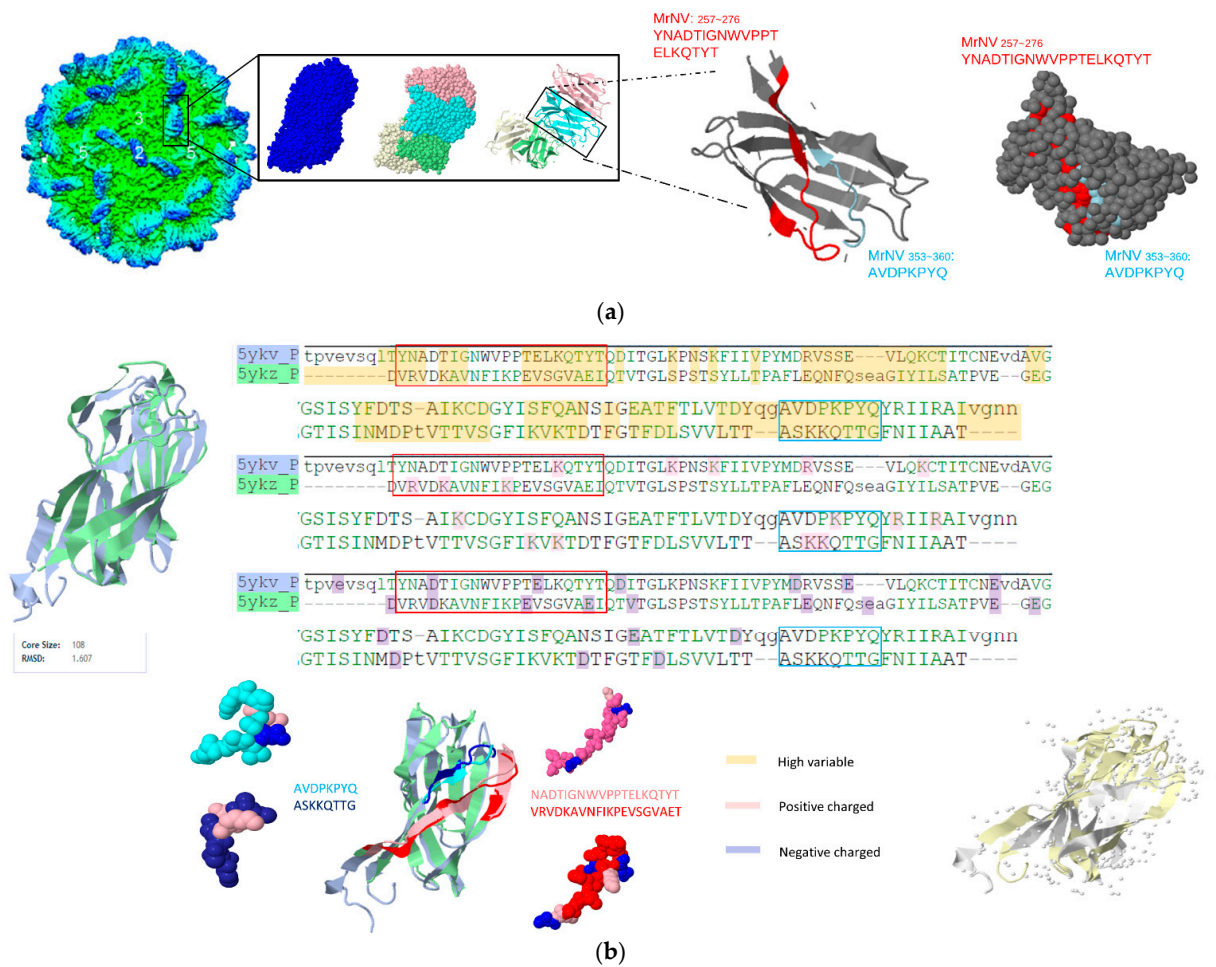 MrNV: 257~276
YNADTIGNWVPPT
ELKQTYT
MrNV 257~276
YNADTIGNWVPPTELKQTYT
3
5
2
5
MrNV 353~360:
AVDPKPYQ
MrNV 353~360:
AVDPKPYQ
(a)
5ykv_P tpvevsqlTYNADTIGNWVPPTELKQTYTQDITGLKPNSKFIIVPYMDRVSSE---VLQKCTITCNEvdAVG
5ykz_P --------DVRVDKAVNFIKPEVSGVAEIQTVTGLSPSTSYLLTPAFLEQNFQseaGIYILSATPVE--GEG
GSISYFDTS-AIKCDGYISFQANSIGEATFTLVTDYqgAVDPKPYQYRIIRAIvgnn
GTISINMDPtVTTVSGFIKVKTDTFGTFDLSVVLTT--ASKKQTTGFNIIAAT----
5ykv_P tpvevsqlTYNADTIGNWVPPTELKQTYTQDITGLKPNSKFIIVPYMDRVSSE---VLQKCTITCNEvdAVG
5ykz_P --------DVRVDKAVNFIKPEVSGVAEIQTVTGLSPSTSYLLTPAFLEQNFQseaGIYILSATPVE--GEG
GSISYFDTS-AIKCDGYISFQANSIGEATFTLVTDYqgAVDPKPYQYRIIRAIvgnn
GTISINMDPtVTTVSGFIKVKTDTFGTFDLSVVLTT--ASKKQTTGFNIIAAT----
5ykv_P tpvevsqlTYNADTIGNWVPPTELKQTYTQDITGLKPNSKFIIVPYMDRVSSE---VLQKCTITCNEvdAVG
5ykz_P --------DVRVDKAVNFIKPEVSGVAEIQTVTGLSPSTSYLLTPAFLEQNFQseaGIYILSATPVE--GEG
GSISYFDTS-AIKCDGYISFQANSIGEATFTLVTDYqgAVDPKPYQYRIIRAIvgnn
GTISINMDPtVTTVSGFIKVKTDTFGTFDLSVVLTT--ASKKQTTGFNIIAAT----
Core Size: 108
RMSD: 1.607
AVDPKPYQ
ASKKQTTG
NADTIGNWVPPTELKQTYT
VRVDKAVNFIKPEVSGVAET
High variable
Positive charged
Negative charged
(b)